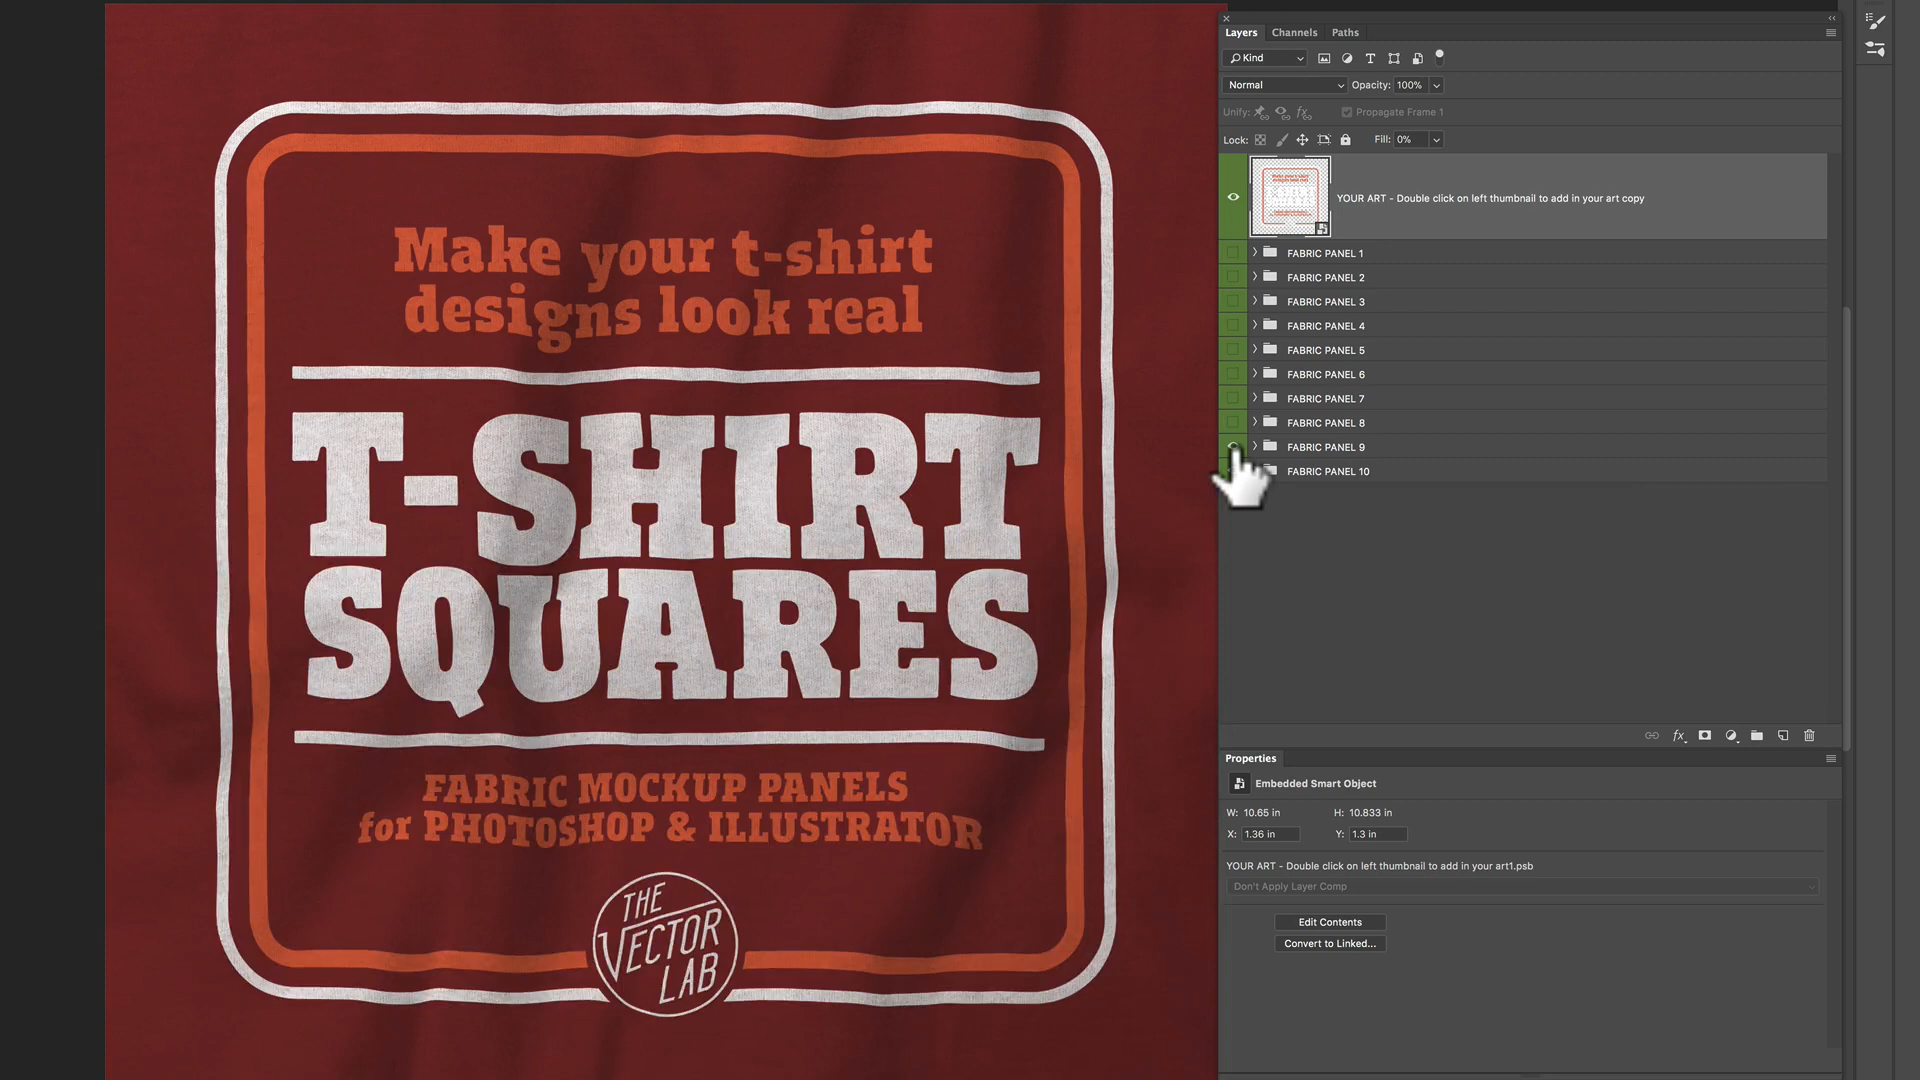 Make your t-shirt
designs look real
T-SHIRT
SQUARES
FABRIC MOCKUP PANELS
for PHOTOSHOP & ILLUSTRATOR
THE
VECTOR
LAB
Layers Channels Paths
Kind
Normal Opacity: 100%
Unify: Propagate Frame 1
Lock: Fill: 0%
YOUR ART - Double click on left thumbnail to add in your art copy
FABRIC PANEL 1
FABRIC PANEL 2
FABRIC PANEL 3
FABRIC PANEL 4
FABRIC PANEL 5
FABRIC PANEL 6
FABRIC PANEL 7
FABRIC PANEL 8
FABRIC PANEL 9
FABRIC PANEL 10
fx
Properties
Embedded Smart Object
W: 10.65 in H: 10.833 in
X: 1.36 in Y: 1.3 in
YOUR ART - Double click on left thumbnail to add in your art1.psb
Don't Apply Layer Comp
Edit Contents
Convert to Linked...